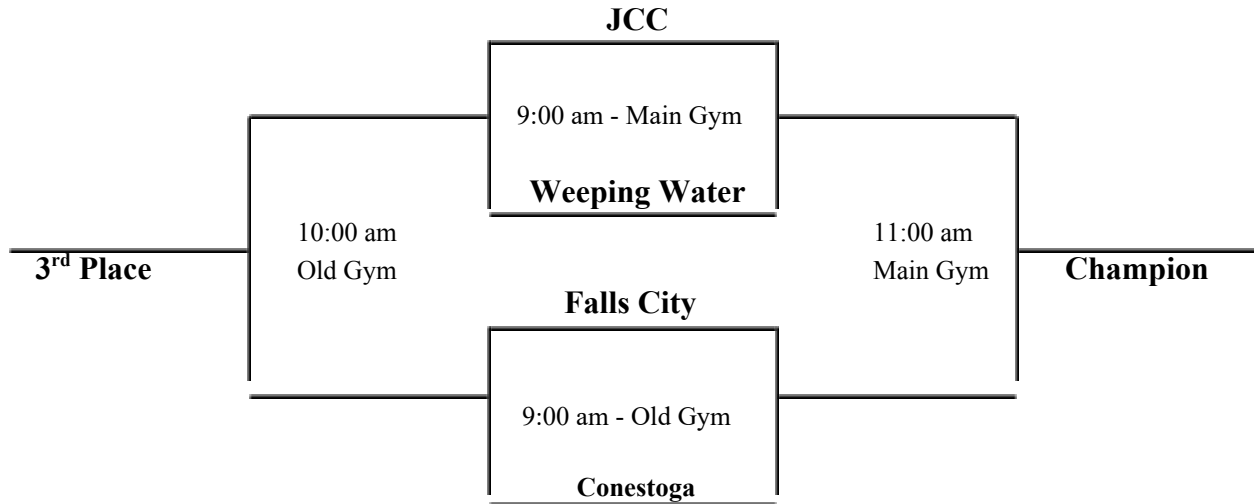 JCC
9:00 am - Main Gym
Weeping Water
10:00 am
Old Gym
11:00 am
Main Gym
3rd Place
Champion
Falls City
9:00 am - Old Gym
Conestoga